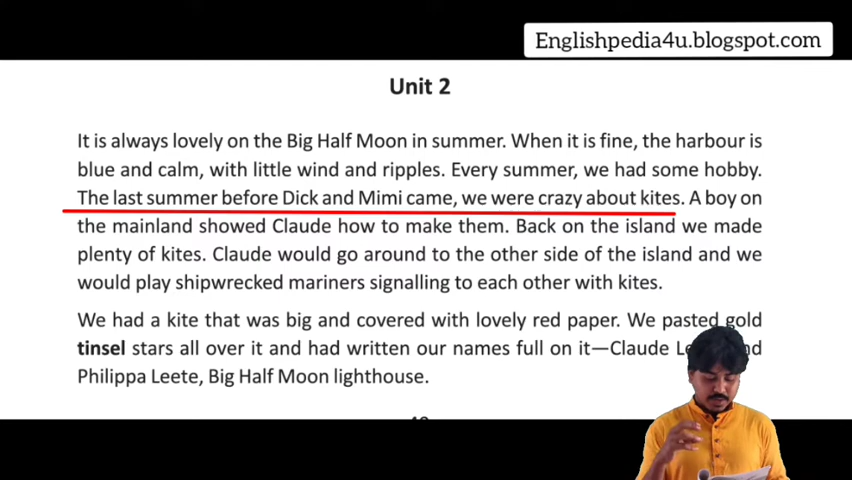 Englishpedia4u.blogspot.com
Unit 2
It is always lovely on the Big Half Moon in summer. When it is fine, the harbour is
blue and calm, with little wind and ripples. Every summer, we had some hobby.
The last summer before Dick and Mimi came, we were crazy about kites. A boy on
the mainland showed Claude how to make them. Back on the island we made
plenty of kites. Claude would go around to the other side of the island and we
would play shipwrecked mariners signalling to each other with kites.
We had a kite that was big and covered with lovely red paper. We pasted gold
tinsel stars all over it and had written our names full on it—Claude
Philippa Leete, Big Half Moon lighthouse.